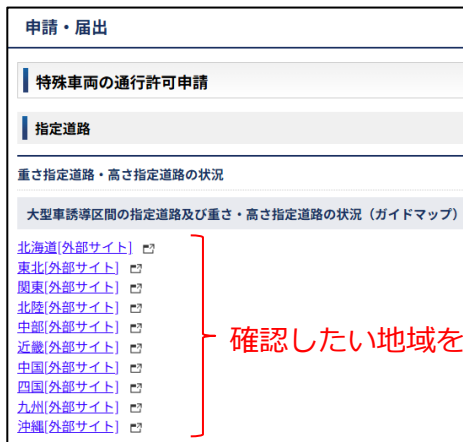 申請・届出
特殊車両の通行許可申請
指定道路
重さ指定道路・高さ指定道路の状況
大型車誘導区間の指定道路及び重さ・高さ指定道路の状況（ガイドマップ）
北海道[外部サイト]
東北[外部サイト]
関東[外部サイト]
北陸[外部サイト]
中部[外部サイト]
近畿[外部サイト]
中国[外部サイト]
四国[外部サイト]
九州[外部サイト]
沖縄[外部サイト]
確認したい地域を